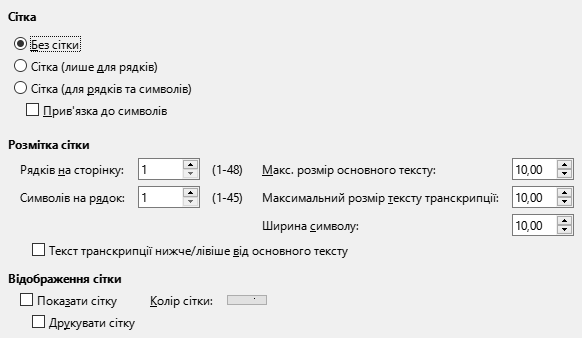 Сітка
Без сітки
Сітка (лише для рядків)
Сітка (для рядків та символів)
Прив'язка до символів
Розмітка сітки
Рядків на сторінку: 1 (1-48) Макс. розмір основного тексту: 10,00
Символів на рядок: 1 (1-45) Максимальний розмір тексту транскрипції: 10,00
Ширина символу: 10,00
Текст транскрипції нижче/лівіше від основного тексту
Відображення сітки
Показати сітку Колір сітки:
Друкувати сітку